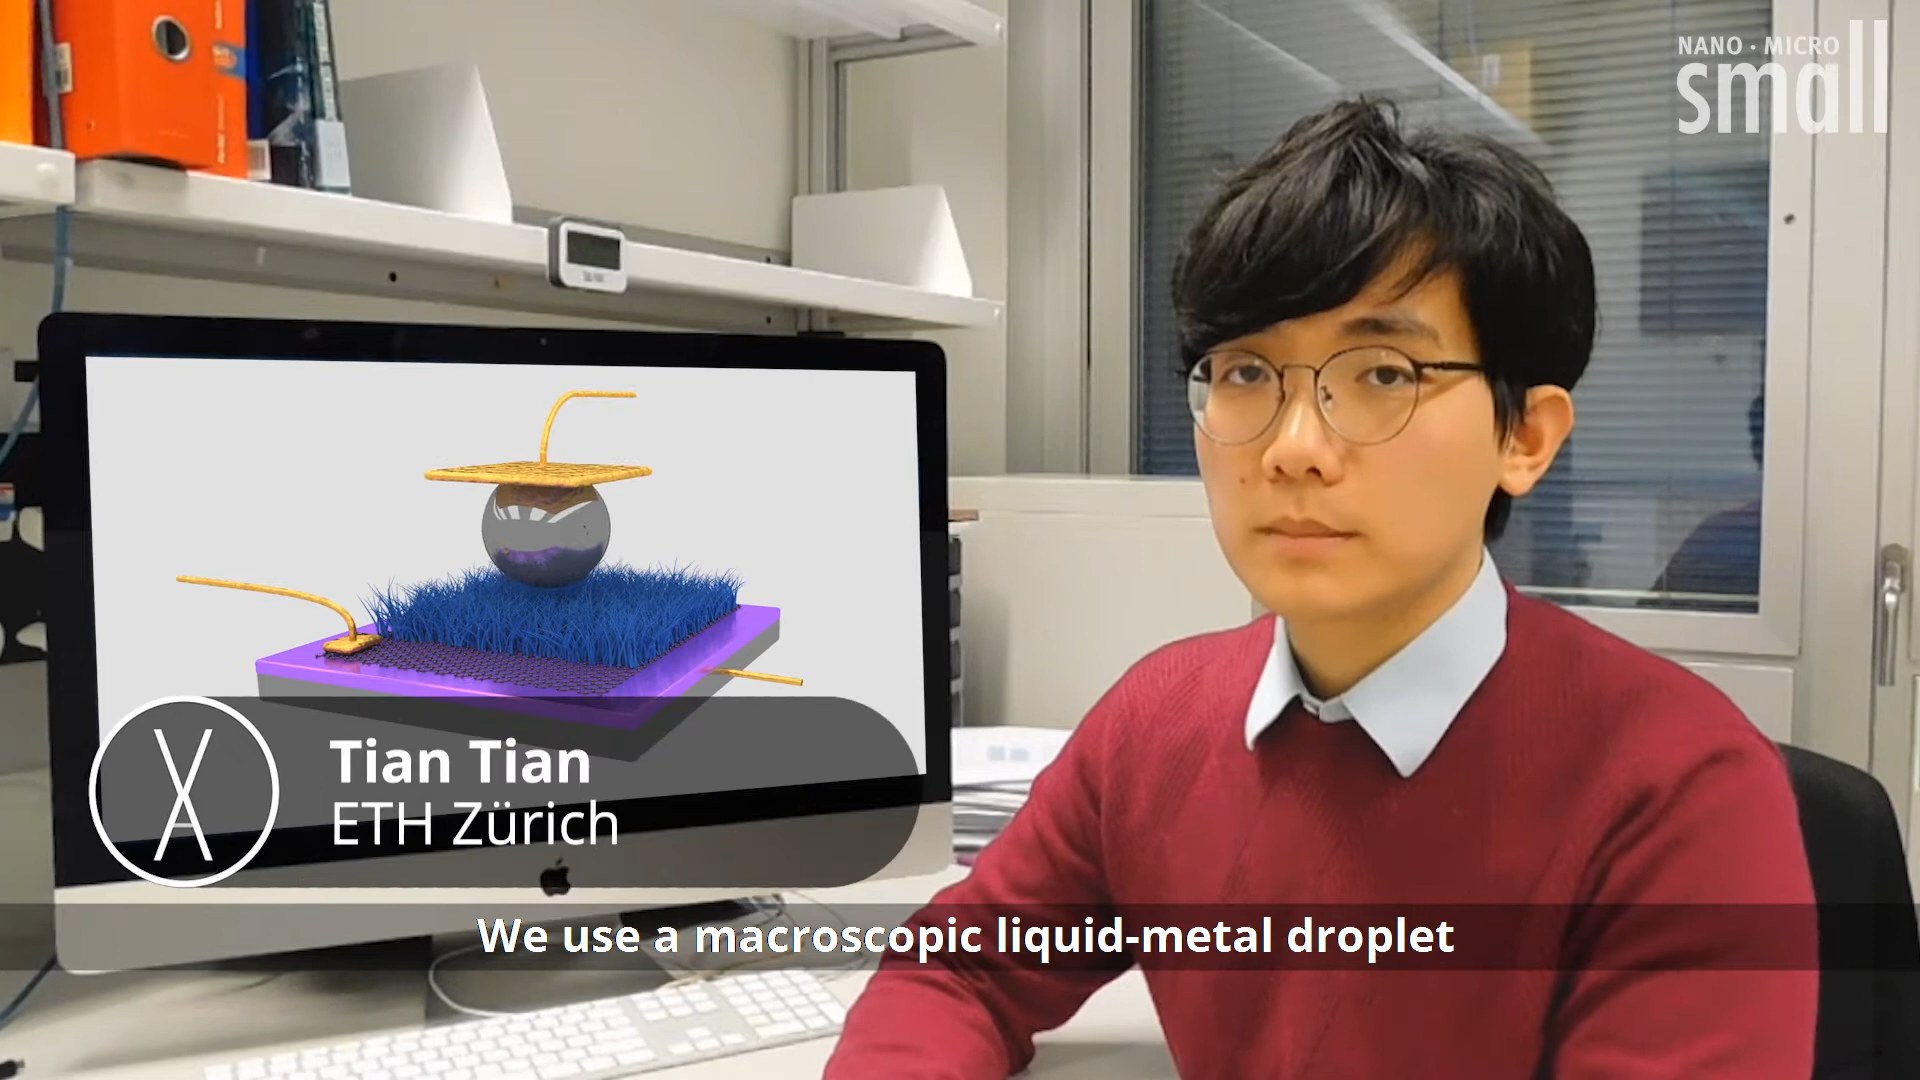 NANO · MICRO
small
Tian Tian
ETH Zürich
We use a macroscopic liquid-metal droplet